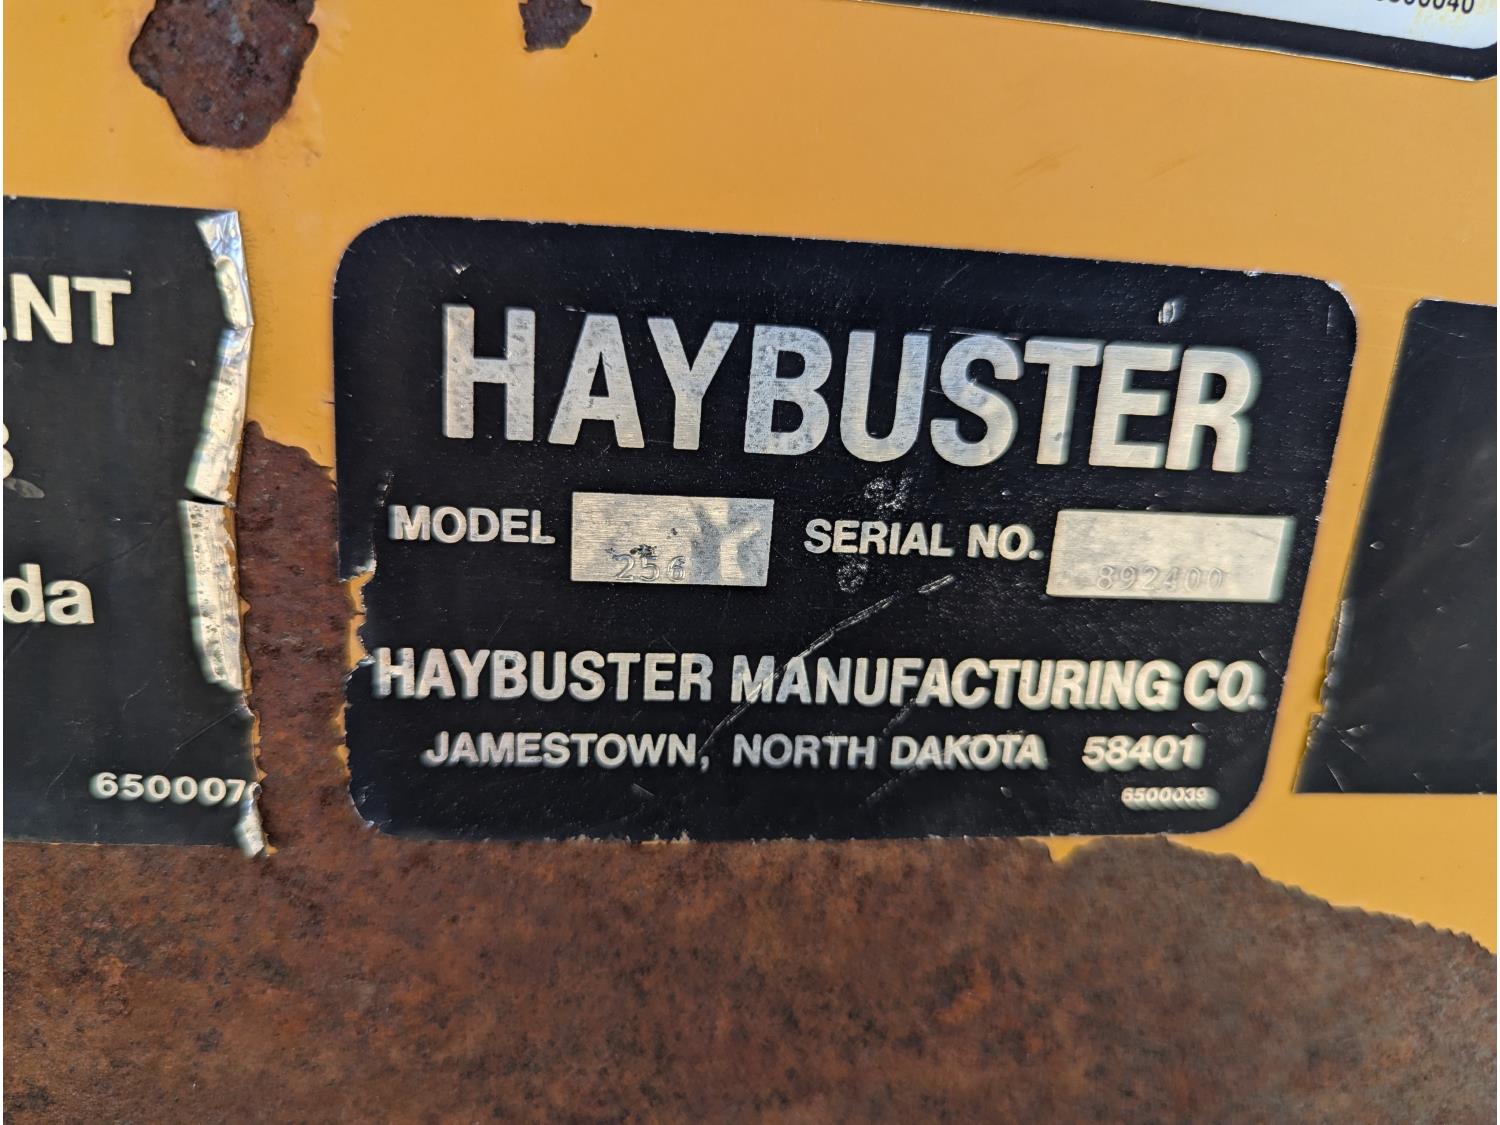 NT
HAYBUSTER
MODEL 256 SERIAL NO. 892400
da
HAYBUSTER MANUFACTURING CO.
JAMESTOWN, NORTH DAKOTA 58401
6500039
650007